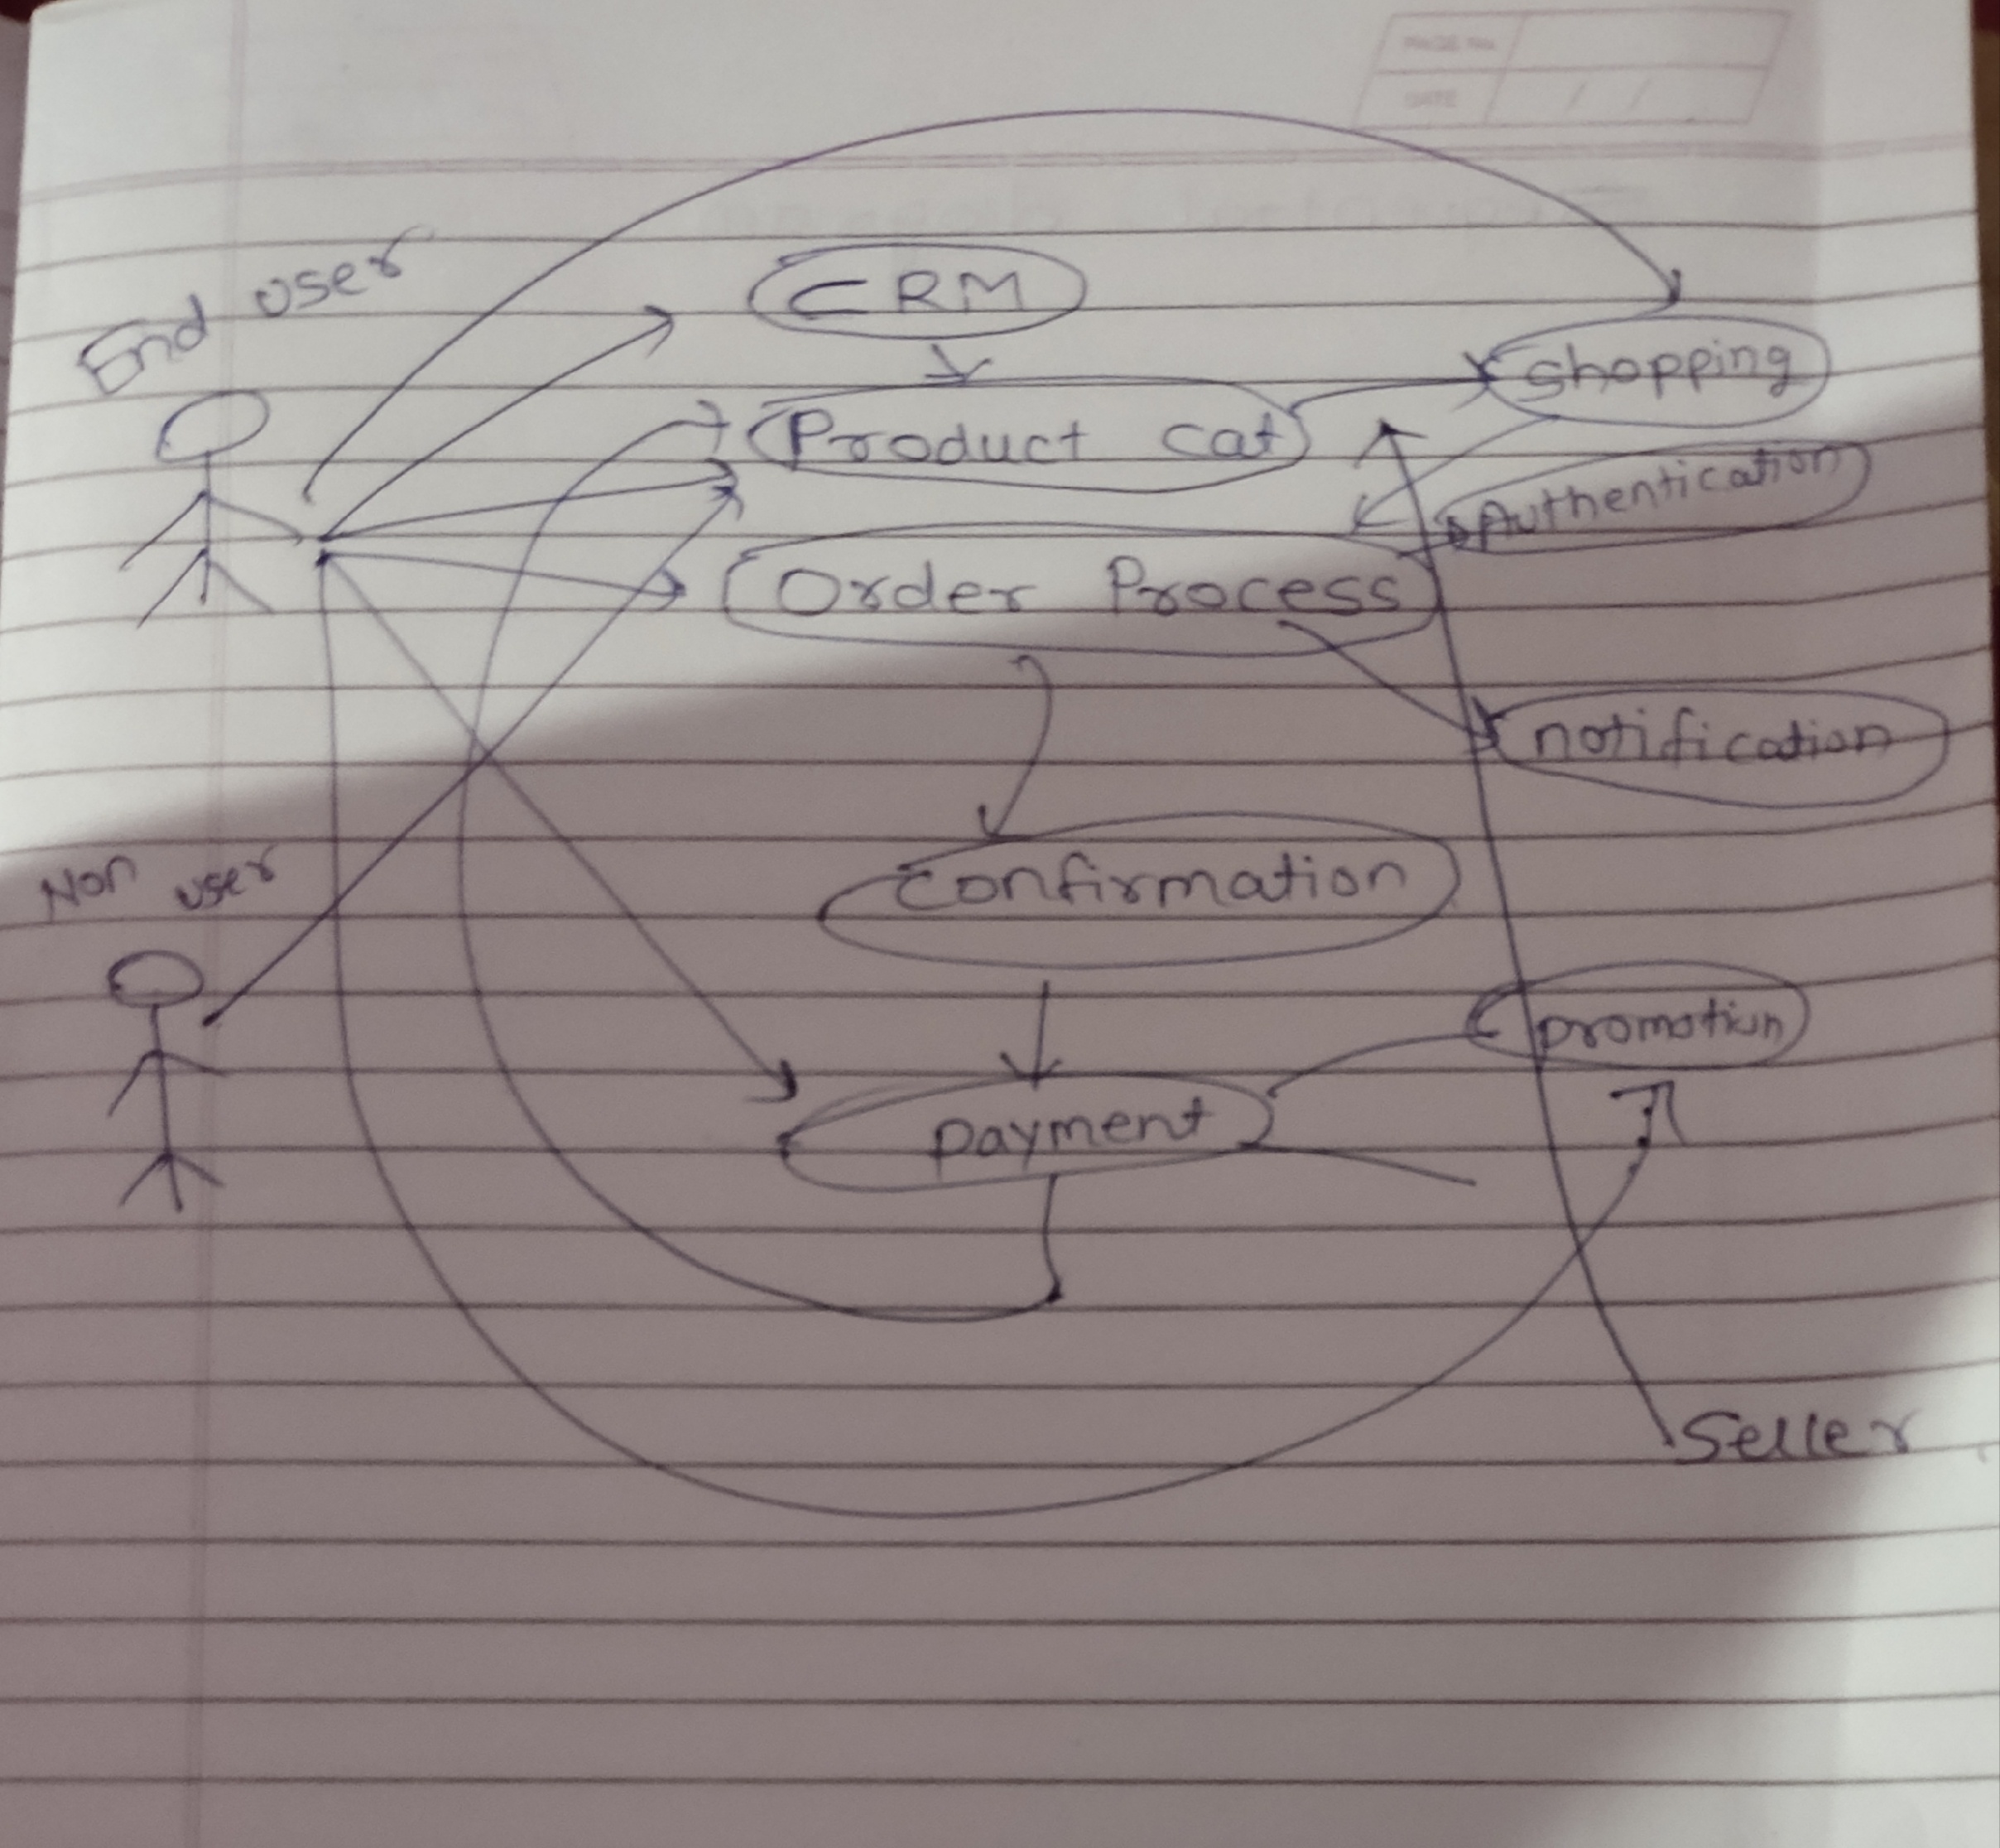 PAGE No.
DATE
/ /
End user
CRM
shopping
Product cat
Authentication
Order Process
notification
Non user
Confirmation
promotion
payment
Seller